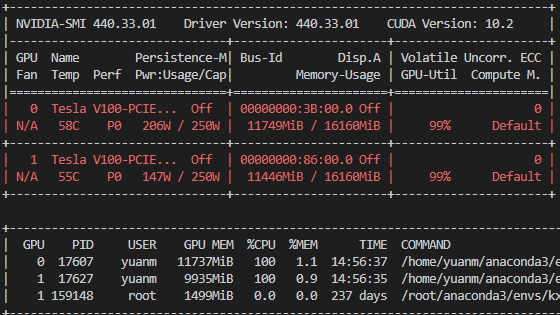 NVIDIA-SMI 440.33.01    Driver Version: 440.33.01    CUDA Version: 10.2
GPU  Name        Persistence-M| Bus-Id        Disp.A | Volatile Uncorr. ECC
Fan  Temp  Perf  Pwr:Usage/Cap|         Memory-Usage | GPU-Util  Compute M.
0  Tesla V100-PCIE...  Off | 00000000:3B:00.0 Off | 0
N/A   58C    P0   206W / 250W | 11749MiB / 16160MiB | 99%      Default
1  Tesla V100-PCIE...  Off | 00000000:86:00.0 Off | 0
N/A   55C    P0   147W / 250W | 11446MiB / 16160MiB | 99%      Default
GPU    PID     USER    GPU MEM  %CPU  %MEM      TIME  COMMAND
0  17607    yuanm   11737MiB   100   1.1  14:56:37  /home/yuanm/anaconda3/e
1  17627    yuanm    9935MiB   100   0.9  14:56:35  /home/yuanm/anaconda3/e
1 159148     root    1499MiB   0.0   0.0  237 days  /root/anaconda3/envs/kx